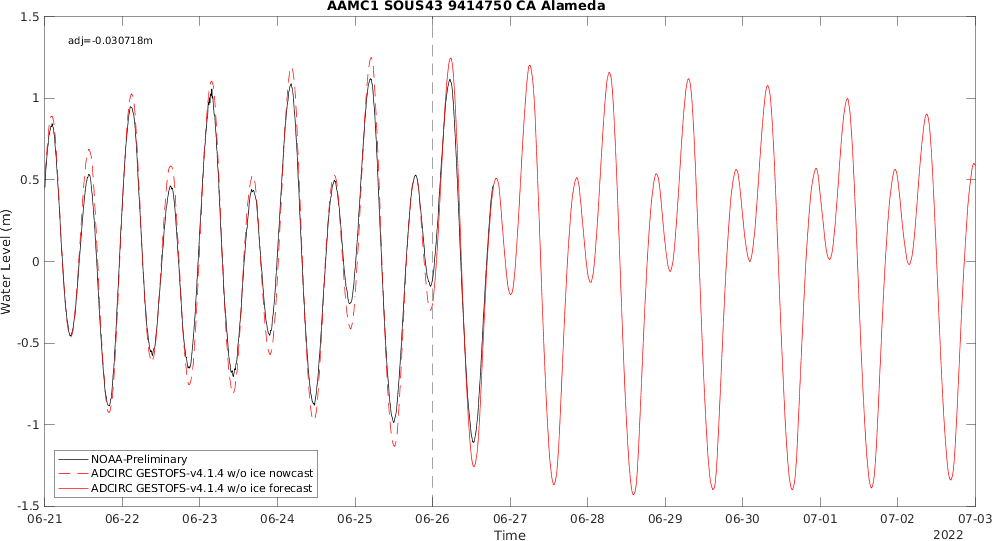 AAMC1 SOUS43 9414750 CA Alameda
adj=-0.030718m
1.5
1
0.5
0
-0.5
-1
-1.5
Water Level (m)
NOAA-Preliminary
ADCIRC GESTOFS-v4.1.4 w/o ice nowcast
ADCIRC GESTOFS-v4.1.4 w/o ice forecast
06-21 06-22 06-23 06-24 06-25 06-26 06-27 06-28 06-29 06-30 07-01 07-02 07-03
Time
2022